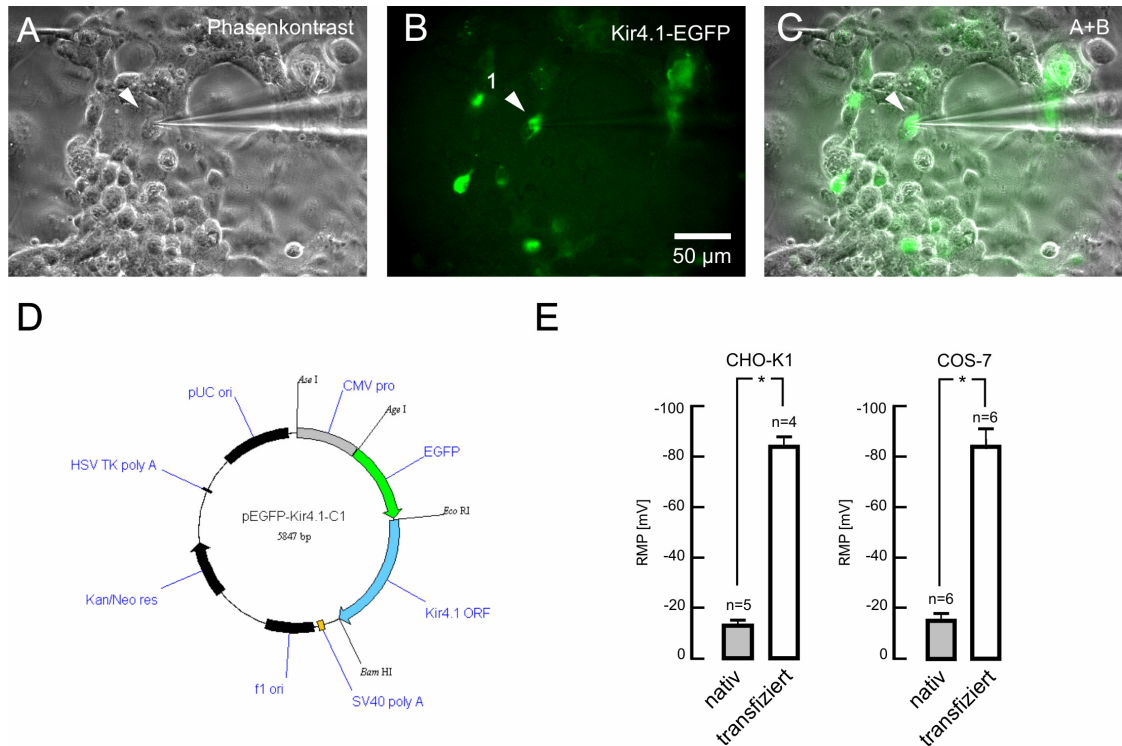 A
Phasenkontrast
B
Kir4.1-EGFP
1
50 µm
C
A+B
D
Ase I
CMV pro
pUC ori
Age I
HSV TK poly A
EGFP
pEGFP-Kir4.1-C1
5847 bp
Eco RI
Kan/Neo res
Kir4.1 ORF
Bam HI
f1 ori
SV40 poly A
E
CHO-K1
*
-100
-80
-60
-40
-20
0
RMP [mV]
n=5
n=4
nativ
transfiziert
COS-7
*
-100
-80
-60
-40
-20
0
RMP [mV]
n=6
n=6
nativ
transfiziert